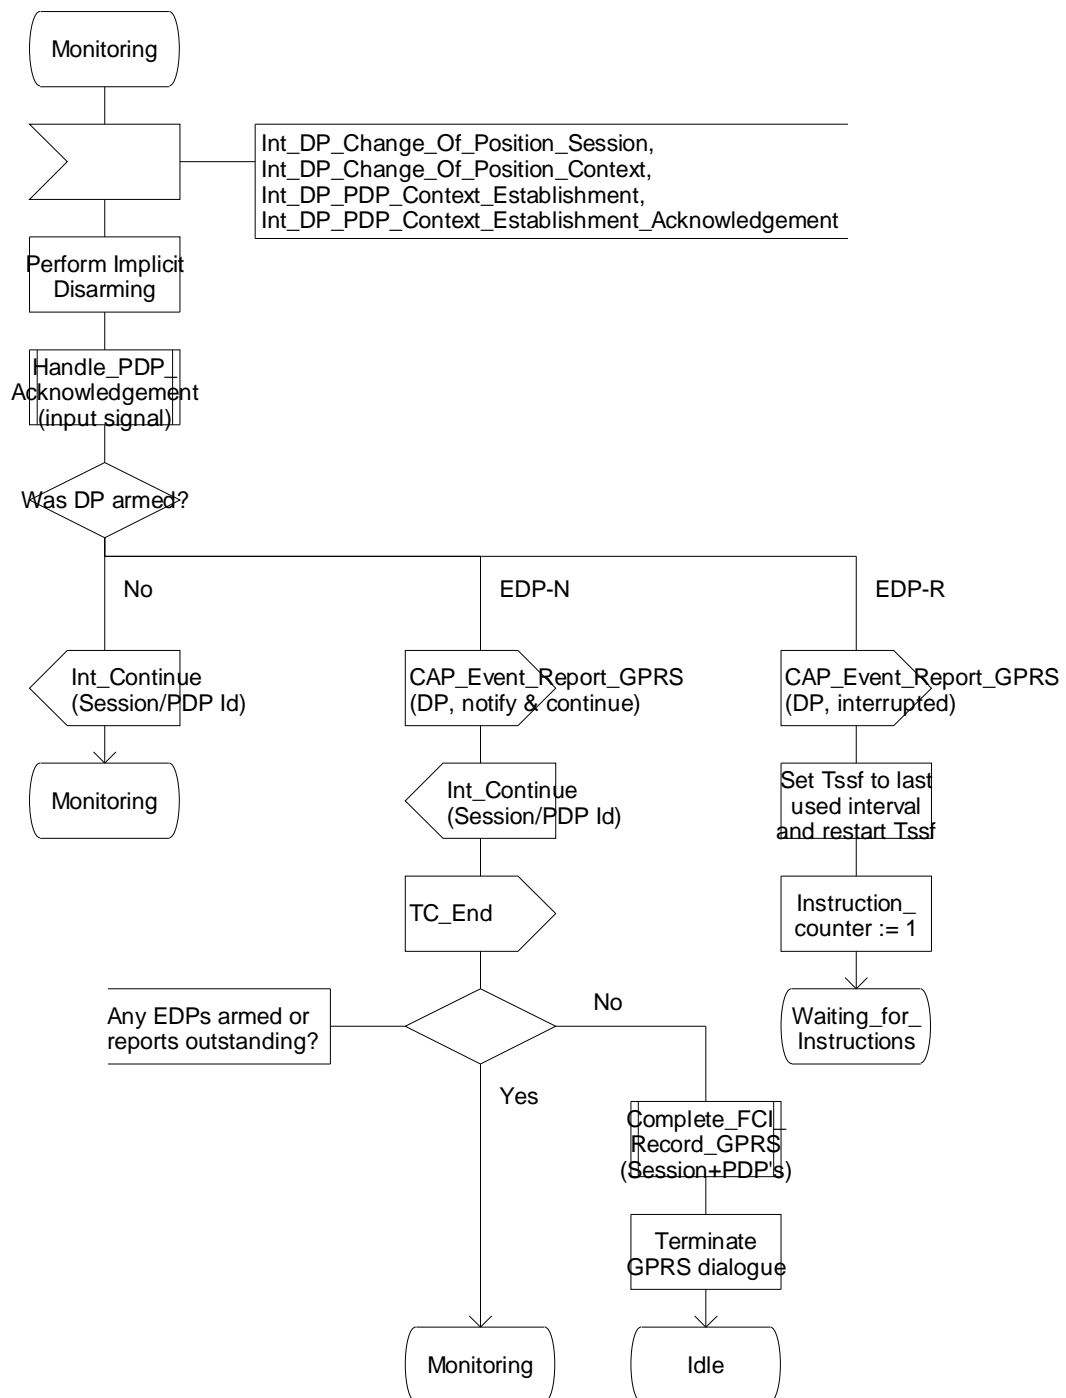 Monitoring
Int_DP_Change_Of_Position_Session,
Int_DP_Change_Of_Position_Context,
Int_DP_PDP_Context_Establishment,
Int_DP_PDP_Context_Establishment_Acknowledgement
Perform Implicit
Disarming
Handle_PDP_
Acknowledgement
(input signal)
Was DP armed?
No
EDP-N
EDP-R
Int_Continue
(Session/PDP Id)
CAP_Event_Report_GPRS
(DP, notify & continue)
CAP_Event_Report_GPRS
(DP, interrupted)
Monitoring
Int_Continue
(Session/PDP Id)
Set Tssf to last
used interval
and restart Tssf
TC_End
Instruction_
counter := 1
Any EDPs armed or
reports outstanding?
No
Yes
Waiting_for_
Instructions
Complete_FCI_
Record_GPRS
(Session+PDP's)
Terminate
GPRS dialogue
Monitoring
Idle